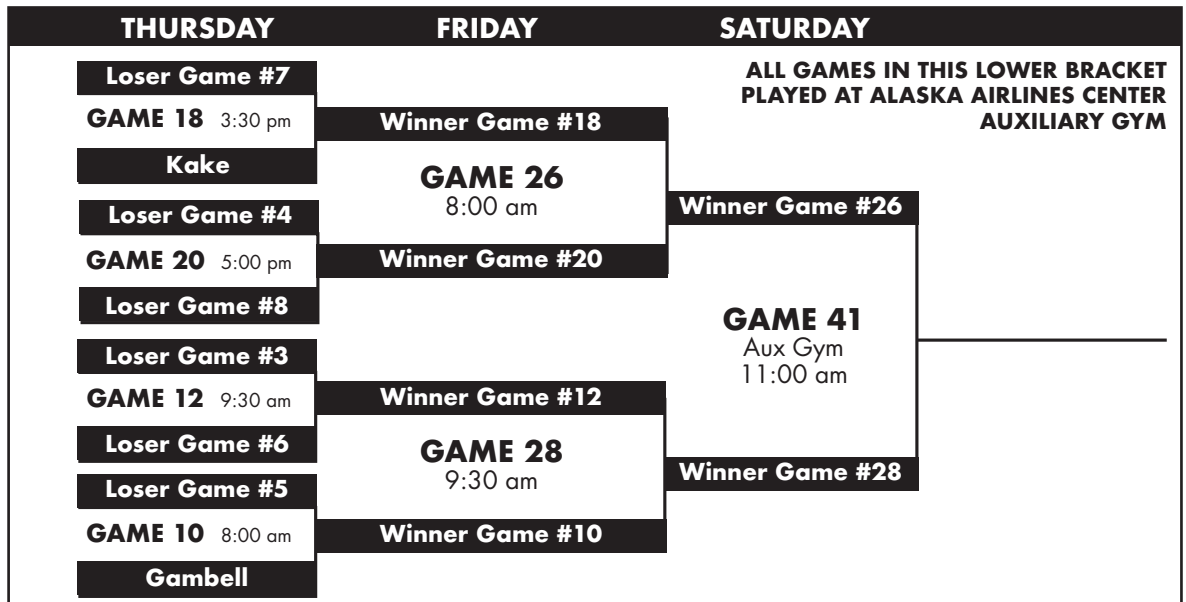 THURSDAY FRIDAY SATURDAY
ALL GAMES IN THIS LOWER BRACKET
PLAYED AT ALASKA AIRLINES CENTER
AUXILIARY GYM
Loser Game #7
GAME 18 3:30 pm
Kake
Loser Game #4
GAME 20 5:00 pm
Loser Game #8
Loser Game #3
GAME 12 9:30 am
Loser Game #6
Loser Game #5
GAME 10 8:00 am
Gambell
Winner Game #18
GAME 26
8:00 am
Winner Game #20
Winner Game #12
GAME 28
9:30 am
Winner Game #10
Winner Game #26
GAME 41
Aux Gym
11:00 am
Winner Game #28